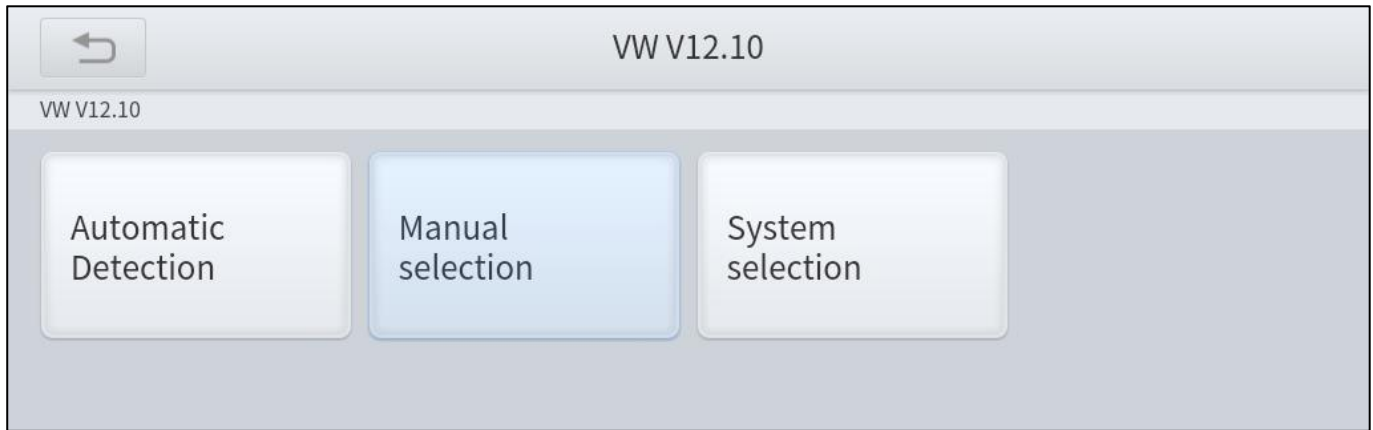 VW V12.10
VW V12.10
Automatic
Detection
Manual
selection
System
selection